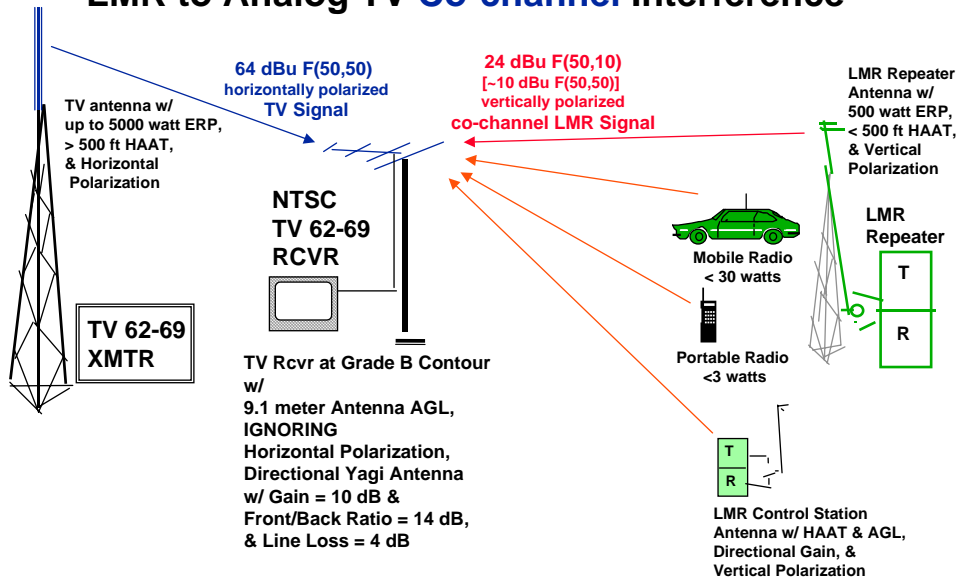 LMR to Analog TV Co-channel Interference
64 dBu F(50,50)
horizontally polarized
TV Signal
24 dBu F(50,10)
[~10 dBu F(50,50)]
vertically polarized
co-channel LMR Signal
TV antenna w/
up to 5000 watt ERP,
> 500 ft HAAT,
& Horizontal
Polarization
LMR Repeater
Antenna w/
500 watt ERP,
< 500 ft HAAT,
& Vertical
Polarization
NTSC
TV 62-69
RCVR
LMR
Repeater
T
R
Mobile Radio
< 30 watts
TV 62-69
XMTR
Portable Radio
<3 watts
TV Rcvr at Grade B Contour
w/
9.1 meter Antenna AGL,
IGNORING
Horizontal Polarization,
Directional Yagi Antenna
w/ Gain = 10 dB &
Front/Back Ratio = 14 dB,
& Line Loss = 4 dB
T
R
LMR Control Station
Antenna w/ HAAT & AGL,
Directional Gain, &
Vertical Polarization